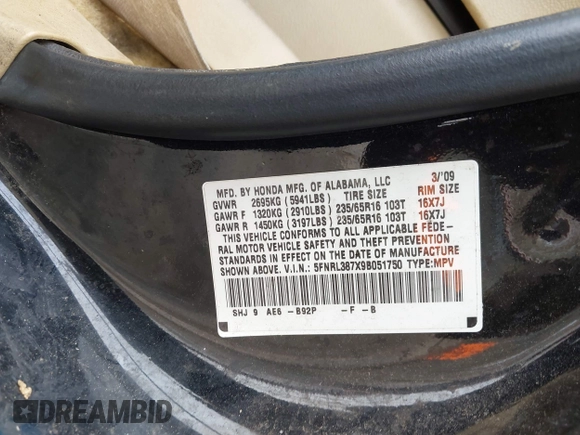 MFD. BY HONDA MFG. OF ALABAMA, LLC 3/'09
GVWR 2695KG (5941LBS) TIRE SIZE RIM SIZE
GAWR F 1320KG (2910LBS) 235/65R16 103T 16X7J
GAWR R 1450KG (3197LBS) 235/65R16 103T 16X7J
THIS VEHICLE CONFORMS TO ALL APPLICABLE FEDE-
RAL MOTOR VEHICLE SAFETY AND THEFT PREVENTION
STANDARDS IN EFFECT ON THE DATE OF MANUFACTURE
SHOWN ABOVE. V.I.N.: 5FNRL387X9B051750 TYPE:MPV
SHJ 9 AE6 -B92P -F -B
DREAMBID